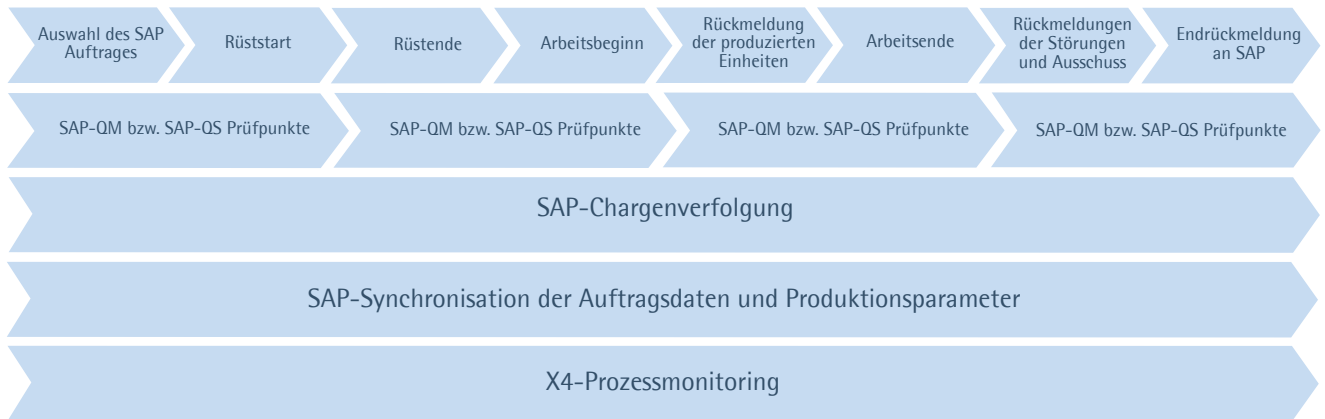 Auswahl des SAP
Auftrages
Rüststart
Rüstende
Arbeitsbeginn
Rückmeldung
der produzierten
Einheiten
Arbeitsende
Rückmeldungen
der Störungen
und Ausschuss
Endrückmeldung
an SAP
SAP-QM bzw. SAP-QS Prüfpunkte
SAP-QM bzw. SAP-QS Prüfpunkte
SAP-QM bzw. SAP-QS Prüfpunkte
SAP-QM bzw. SAP-QS Prüfpunkte
SAP-Chargenverfolgung
SAP-Synchronisation der Auftragsdaten und Produktionsparameter
X4-Prozessmonitoring